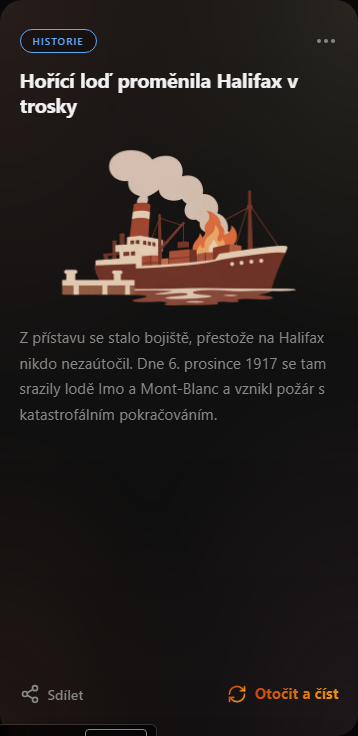 HISTORIE
Hořící loď proměnila Halifax v
trosky
Z přístavu se stalo bojiště, přestože na Halifax
nikdo nezaútočil. Dne 6. prosince 1917 se tam
srazily lodě Imo a Mont-Blanc a vznikl požár s
katastrofálním pokračováním.
Sdílet
Otočit a číst